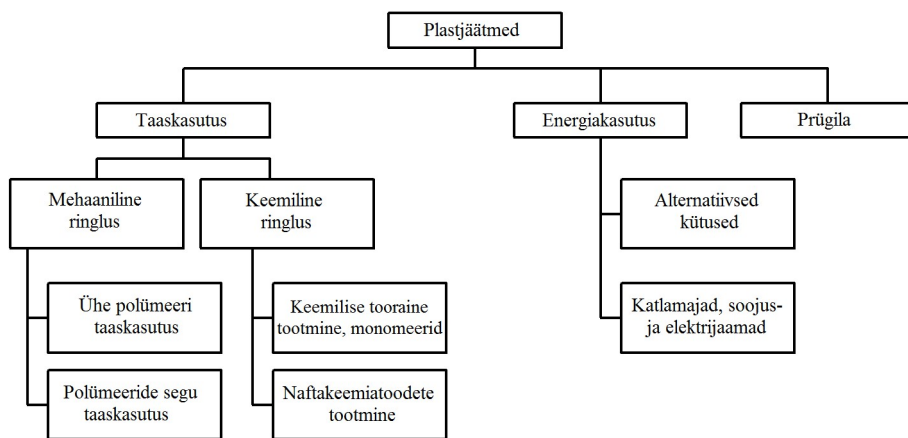 Plastjäätmed
Taaskasutus
Energiakasutus
Prügila
Mehaaniline
ringlus
Keemiline
ringlus
Alternatiivsed
kütused
Ühe polümeeri
taaskasutus
Keemilise tooraine
tootmine, monomeerid
Katlamajad, soojus-
ja elektrijaamad
Polümeeride segu
taaskasutus
Naftakeemiatoodete
tootmine